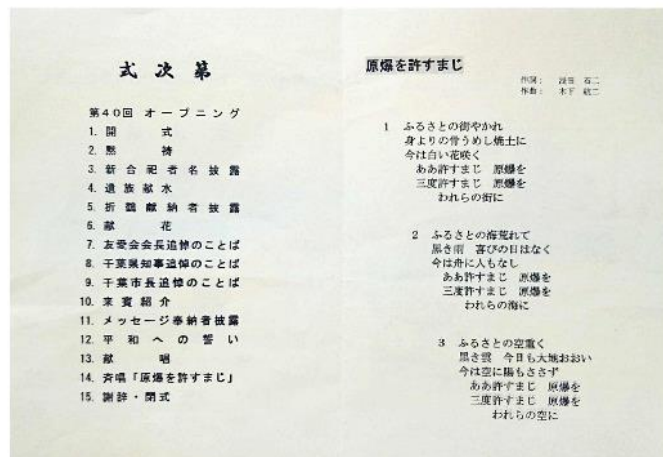 式次第
第40回 オープニング
1. 開式
2. 黙祷
3. 新合祀者名披露
4. 遺族献水
5. 折鶴献納者披露
6. 献花
7. 友愛会会長追悼のことば
8. 千葉県知事追悼のことば
9. 千葉市長追悼のことば
10. 来賓紹介
11. メッセージ奉納者披露
12. 平和への誓い
13. 献唱
14. 斉唱「原爆を許すまじ」
15. 謝辞・閉式
原爆を許すまじ
作詞: 浅田 石二
作曲: 木下 航二
1 ふるさとの街やかれ
身よりの骨うめし焼土に
今は白い花咲く
ああ許すまじ 原爆を
三度許すまじ 原爆を
われらの街に
2 ふるさとの海荒れて
黒き雨 喜びの日はなく
今は舟に人もなし
ああ許すまじ 原爆を
三度許すまじ 原爆を
われらの海に
3 ふるさとの空重く
黒き雲 今日も大地おおい
今は空に陽もささず
ああ許すまじ 原爆を
三度許すまじ 原爆を
われらの空に